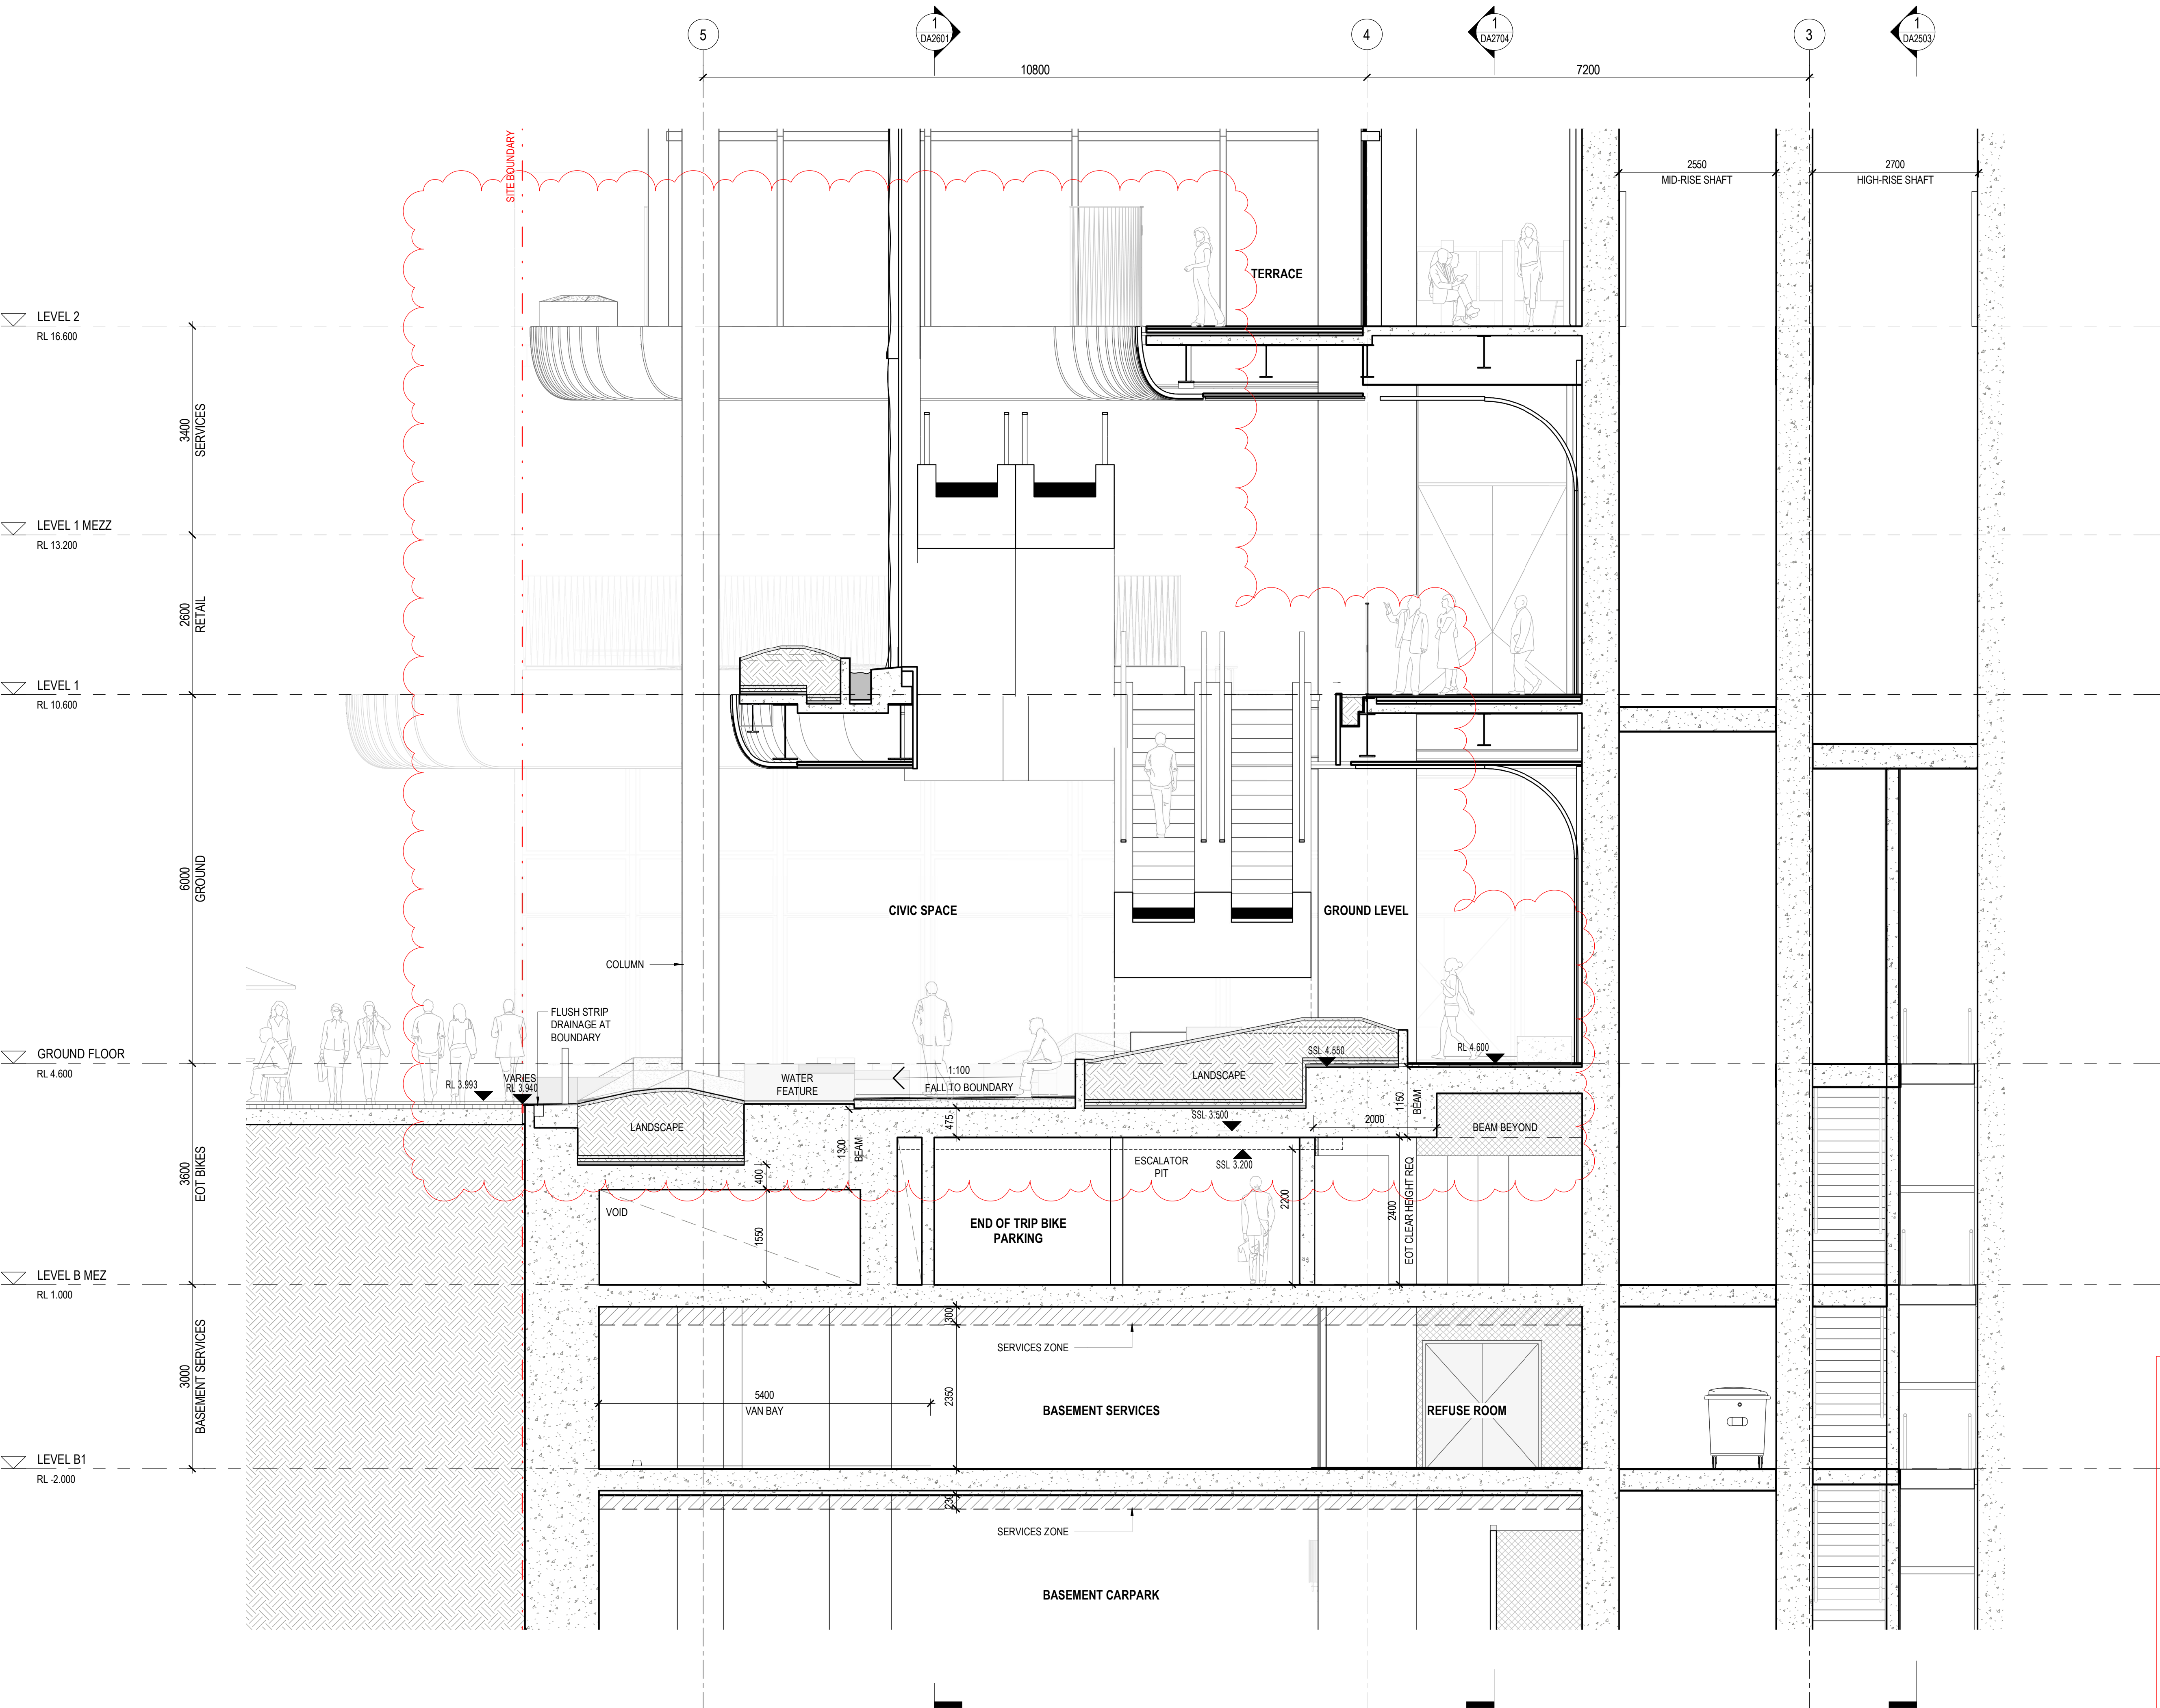 5
1
DA2601
4
1
DA2704
3
1
DA2503
10800
7200
SITE BOUNDARY
2550
MID-RISE SHAFT
2700
HIGH-RISE SHAFT
TERRACE
LEVEL 2
RL 16.600
3400
SERVICES
LEVEL 1 MEZZ
RL 13.200
2600
RETAIL
LEVEL 1
RL 10.600
6000
GROUND
CIVIC SPACE
GROUND LEVEL
COLUMN
FLUSH STRIP
DRAINAGE AT
BOUNDARY
GROUND FLOOR
RL 4.600
SSL 4.550
RL 4.600
RL 3.993
VARIES
RL 3.940
WATER
FEATURE
1:100
FALL TO BOUNDARY
LANDSCAPE
LANDSCAPE
475
SSL 3.500
2000
1150
BEAM
BEAM BEYOND
1300
BEAM
3600
EOT BIKES
400
ESCALATOR
PIT
SSL 3.200
2200
2400
EOT CLEAR HEIGHT REQ
VOID
1550
END OF TRIP BIKE
PARKING
LEVEL B MEZ
RL 1.000
300
SERVICES ZONE
3000
BASEMENT SERVICES
5400
VAN BAY
2350
BASEMENT SERVICES
REFUSE ROOM
LEVEL B1
RL -2.000
230
SERVICES ZONE
BASEMENT CARPARK